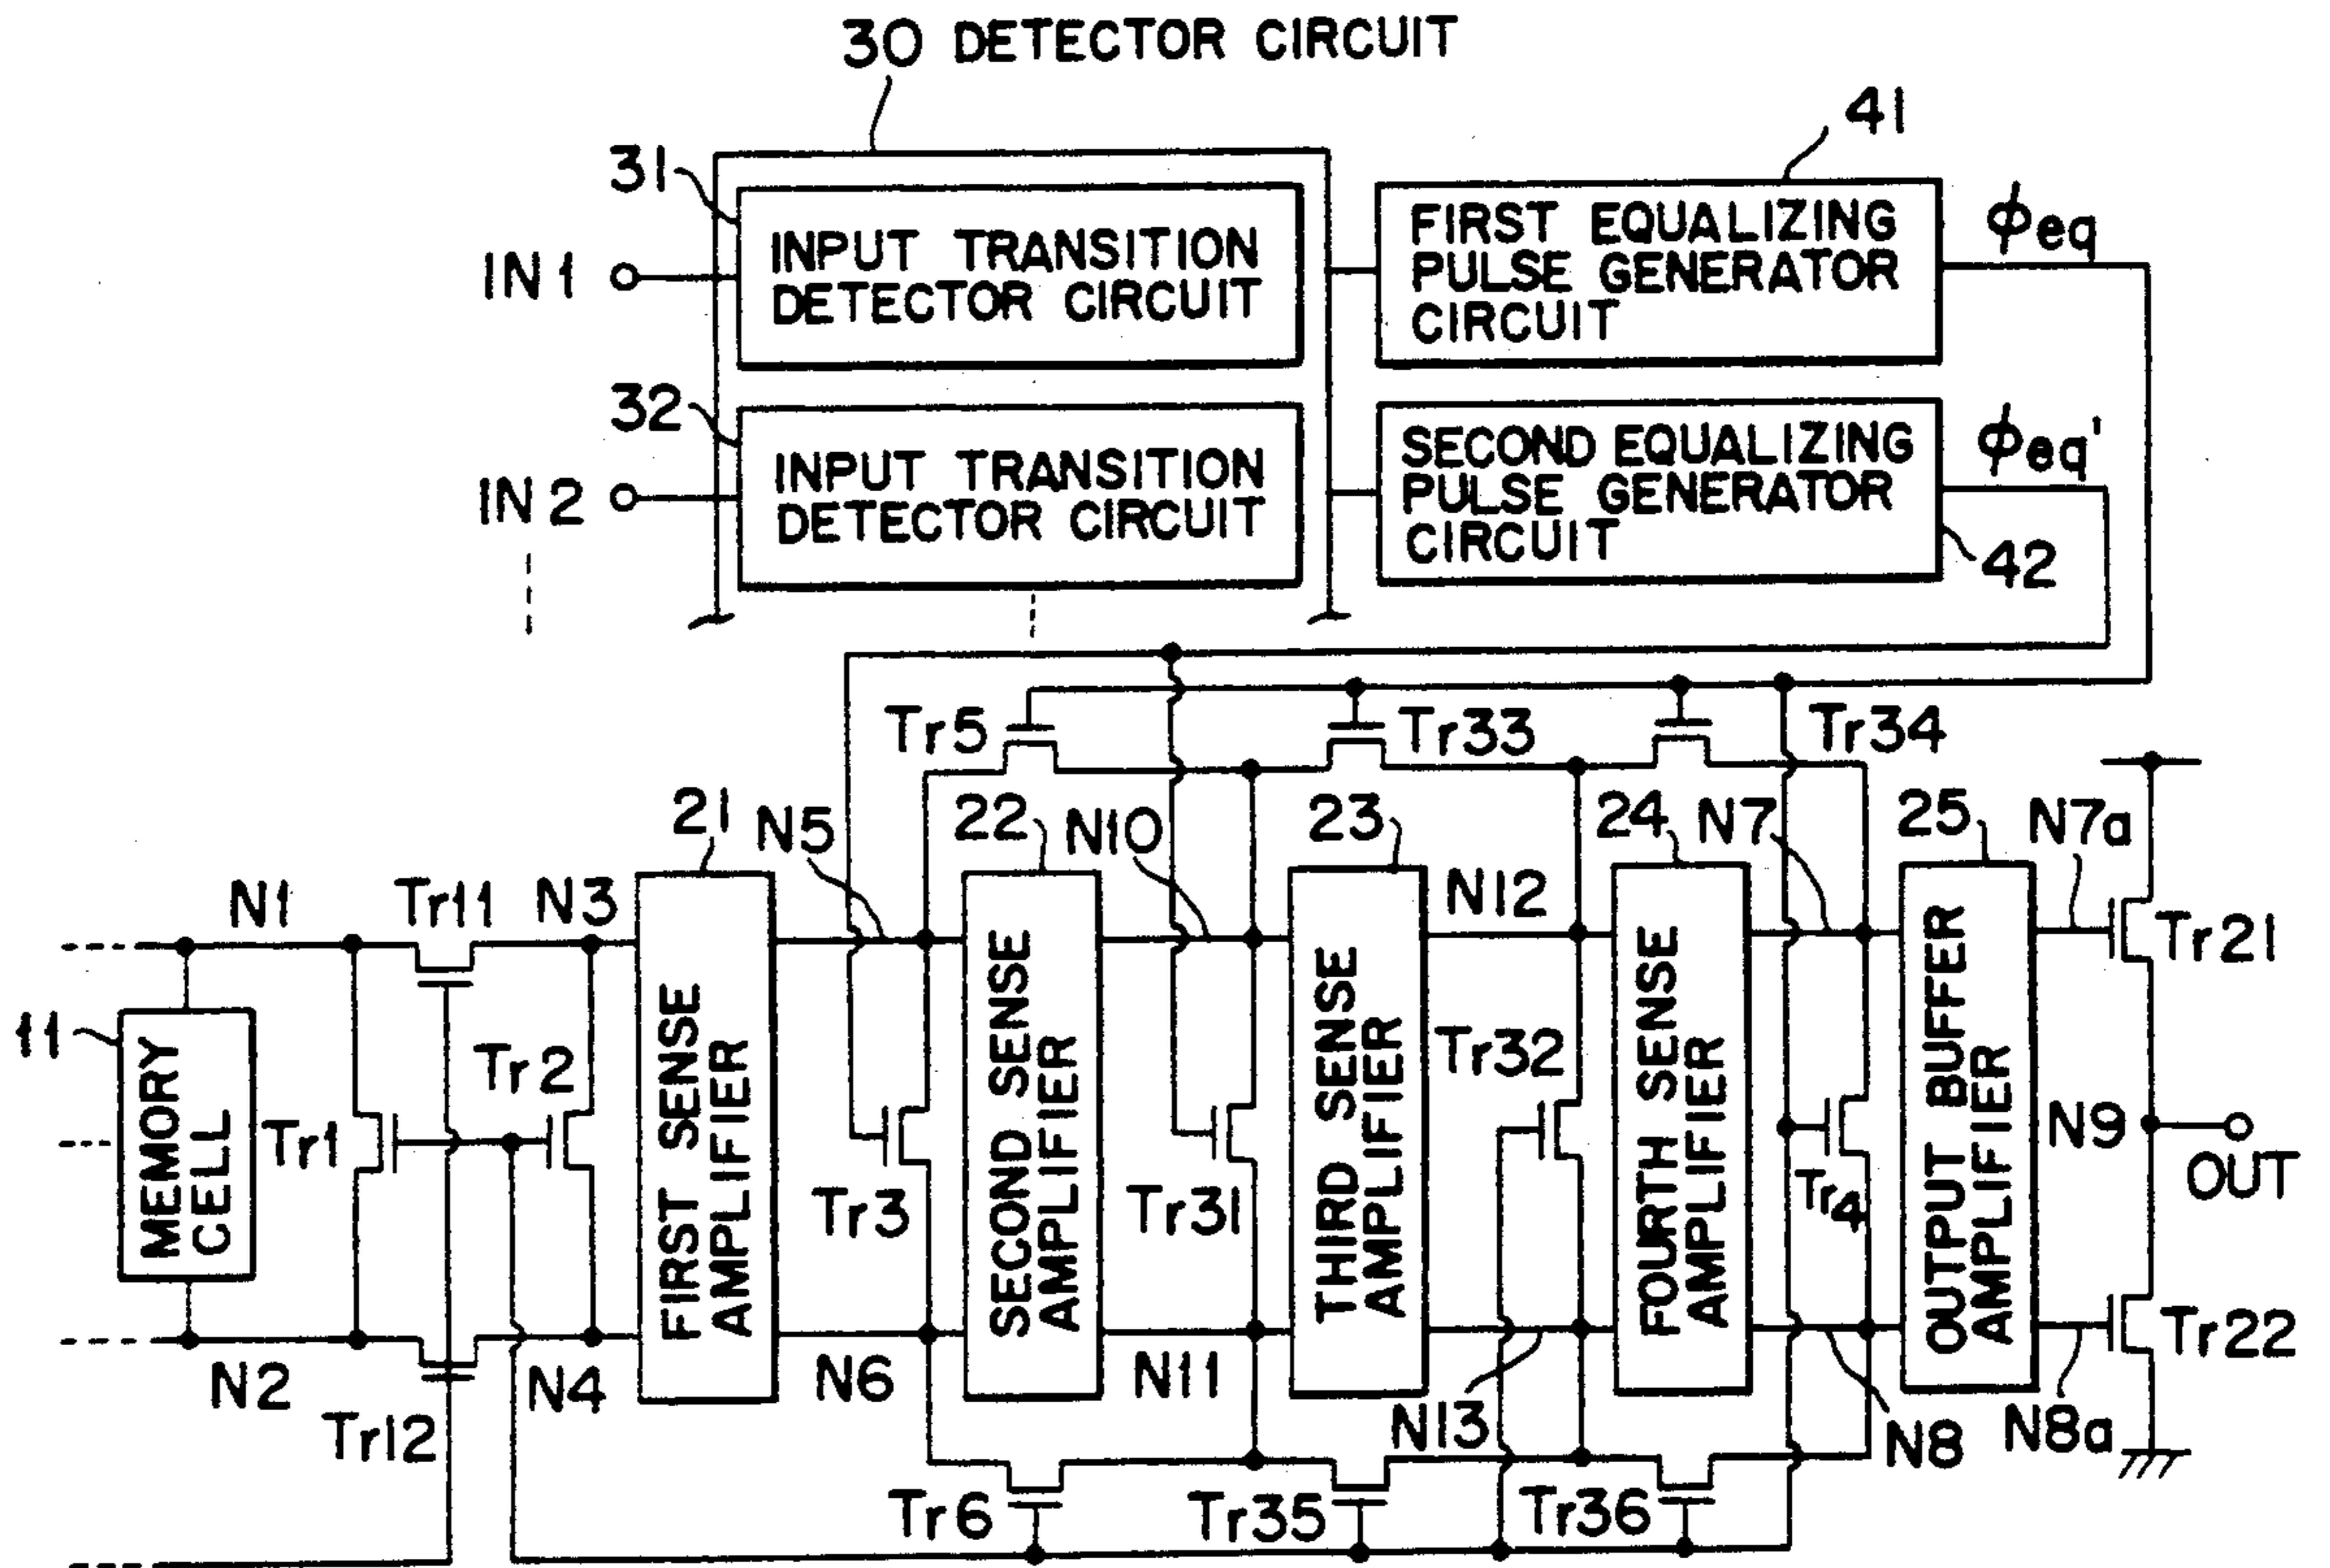 30 DETECTOR CIRCUIT
41
31
INPUT TRANSITION
DETECTOR CIRCUIT
FIRST EQUALIZING
PULSE GENERATOR
CIRCUIT
ϕeq
IN1
32
INPUT TRANSITION
DETECTOR CIRCUIT
SECOND EQUALIZING
PULSE GENERATOR
CIRCUIT
ϕeq'
IN2
42
Tr5
Tr33
Tr34
21
N5
22
N10
23
24
N7
25
N7a
N1
Tr11
N3
N12
Tr21
11
MEMORY
CELL
Tr1
Tr2
FIRST SENSE
AMPLIFIER
Tr3
SECOND SENSE
AMPLIFIER
Tr31
THIRD SENSE
AMPLIFIER
Tr32
FOURTH SENSE
AMPLIFIER
Tr4
OUTPUT BUFFER
AMPLIFIER
N9
OUT
Tr22
N2
N4
N6
N11
N13
N8
N8a
Tr12
Tr6
Tr35
Tr36